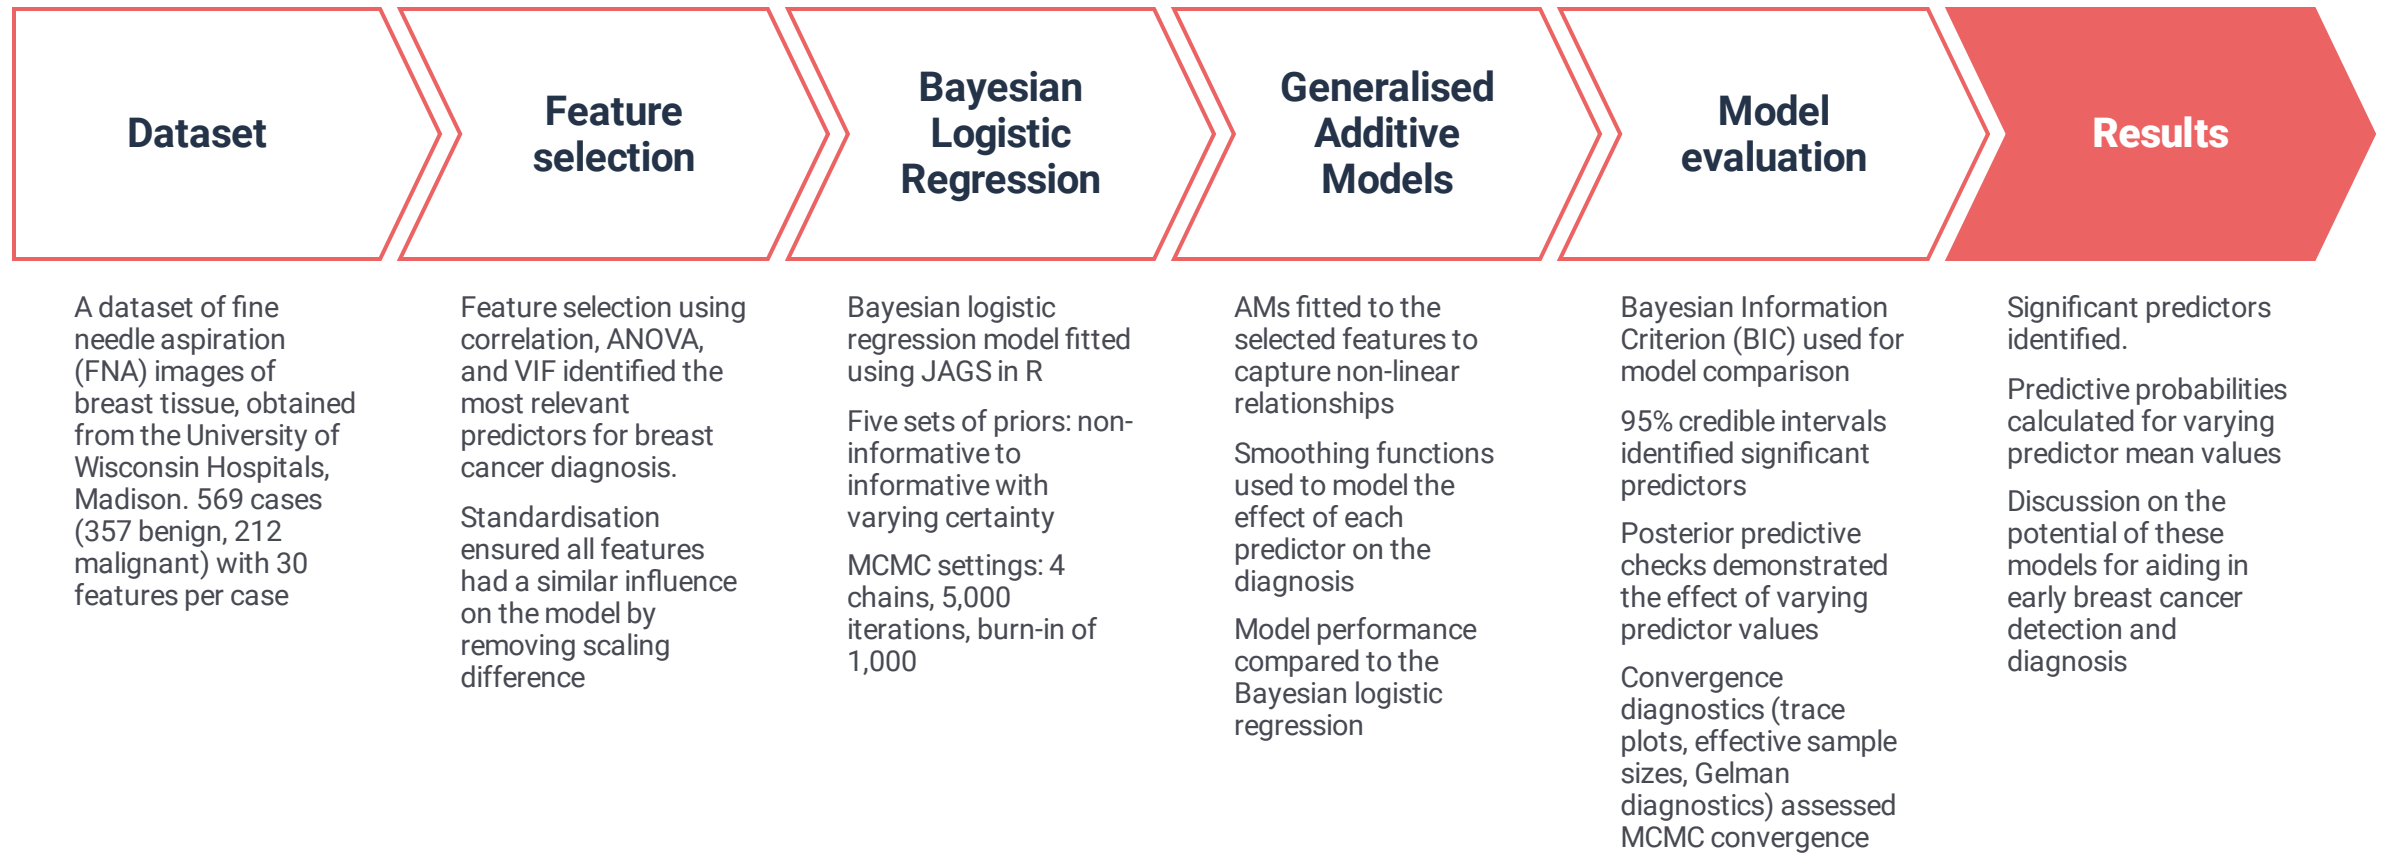 Dataset
Feature
selection
Bayesian
Logistic
Regression
Generalised
Additive
Models
Model
evaluation
Results
A dataset of fine
needle aspiration
(FNA) images of
breast tissue, obtained
from the University of
Wisconsin Hospitals,
Madison. 569 cases
(357 benign, 212
malignant) with 30
features per case
Feature selection using
correlation, ANOVA,
and VIF identified the
most relevant
predictors for breast
cancer diagnosis.
Standardisation
ensured all features
had a similar influence
on the model by
removing scaling
difference
Bayesian logistic
regression model fitted
using JAGS in R
Five sets of priors: non-
informative to
informative with
varying certainty
MCMC settings: 4
chains, 5,000
iterations, burn-in of
1,000
AMs fitted to the
selected features to
capture non-linear
relationships
Smoothing functions
used to model the
effect of each
predictor on the
diagnosis
Model performance
compared to the
Bayesian logistic
regression
Bayesian Information
Criterion (BIC) used for
model comparison
95% credible intervals
identified significant
predictors
Posterior predictive
checks demonstrated
the effect of varying
predictor values
Convergence
diagnostics (trace
plots, effective sample
sizes, Gelman
diagnostics) assessed
MCMC convergence
Significant predictors
identified.
Predictive probabilities
calculated for varying
predictor mean values
Discussion on the
potential of these
models for aiding in
early breast cancer
detection and
diagnosis